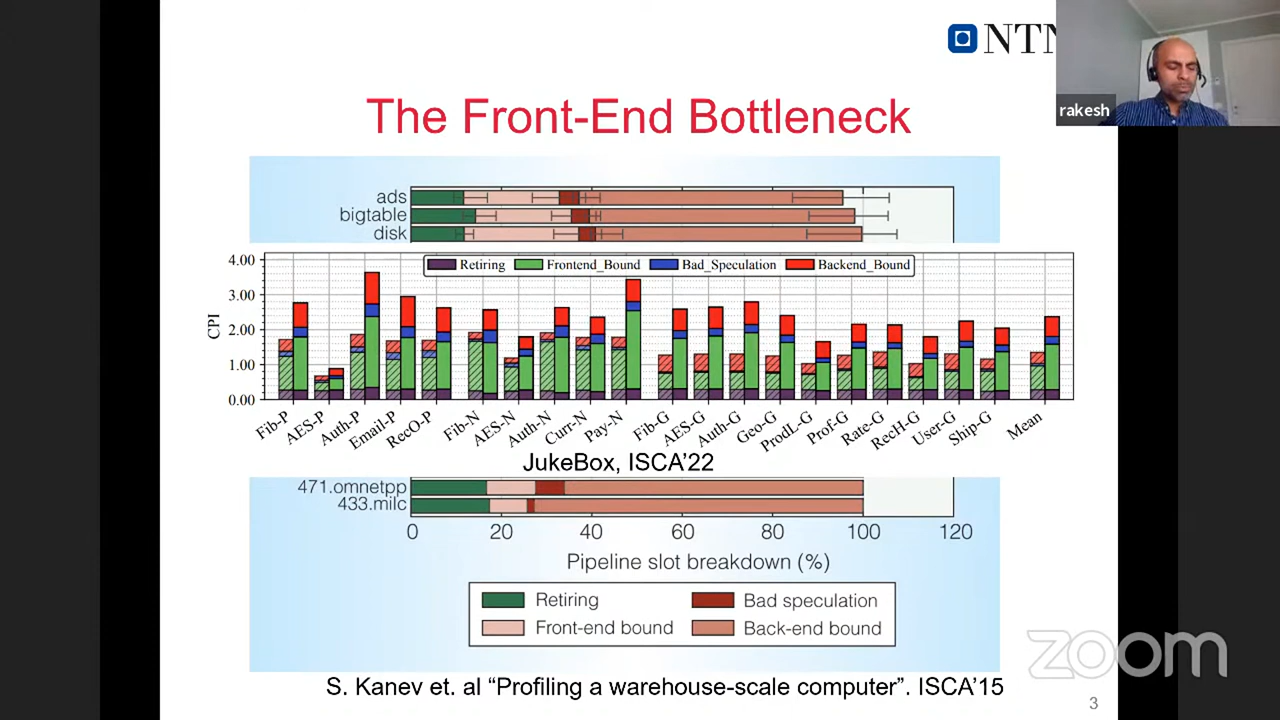 NTN
rakesh
The Front-End Bottleneck
ads
bigtable
disk
4.00
3.00
2.00
1.00
0.00
CPI
Retiring
Frontend_Bound
Bad_Speculation
Backend_Bound
Fib-P
AES-P
Auth-P
Email-P
RecO-P
Fib-N
AES-N
Auth-N
Curr-N
Pay-N
Fib-G
AES-G
Auth-G
Geo-G
ProdL-G
Prof-G
Rate-G
RecH-G
User-G
Ship-G
Mean
JukeBox, ISCA’22
471.omnetpp
433.milc
0 20 40 60 80 100 120
Pipeline slot breakdown (%)
Retiring
Bad speculation
Front-end bound
Back-end bound
zoom
S. Kanev et. al “Profiling a warehouse-scale computer”. ISCA’15
3